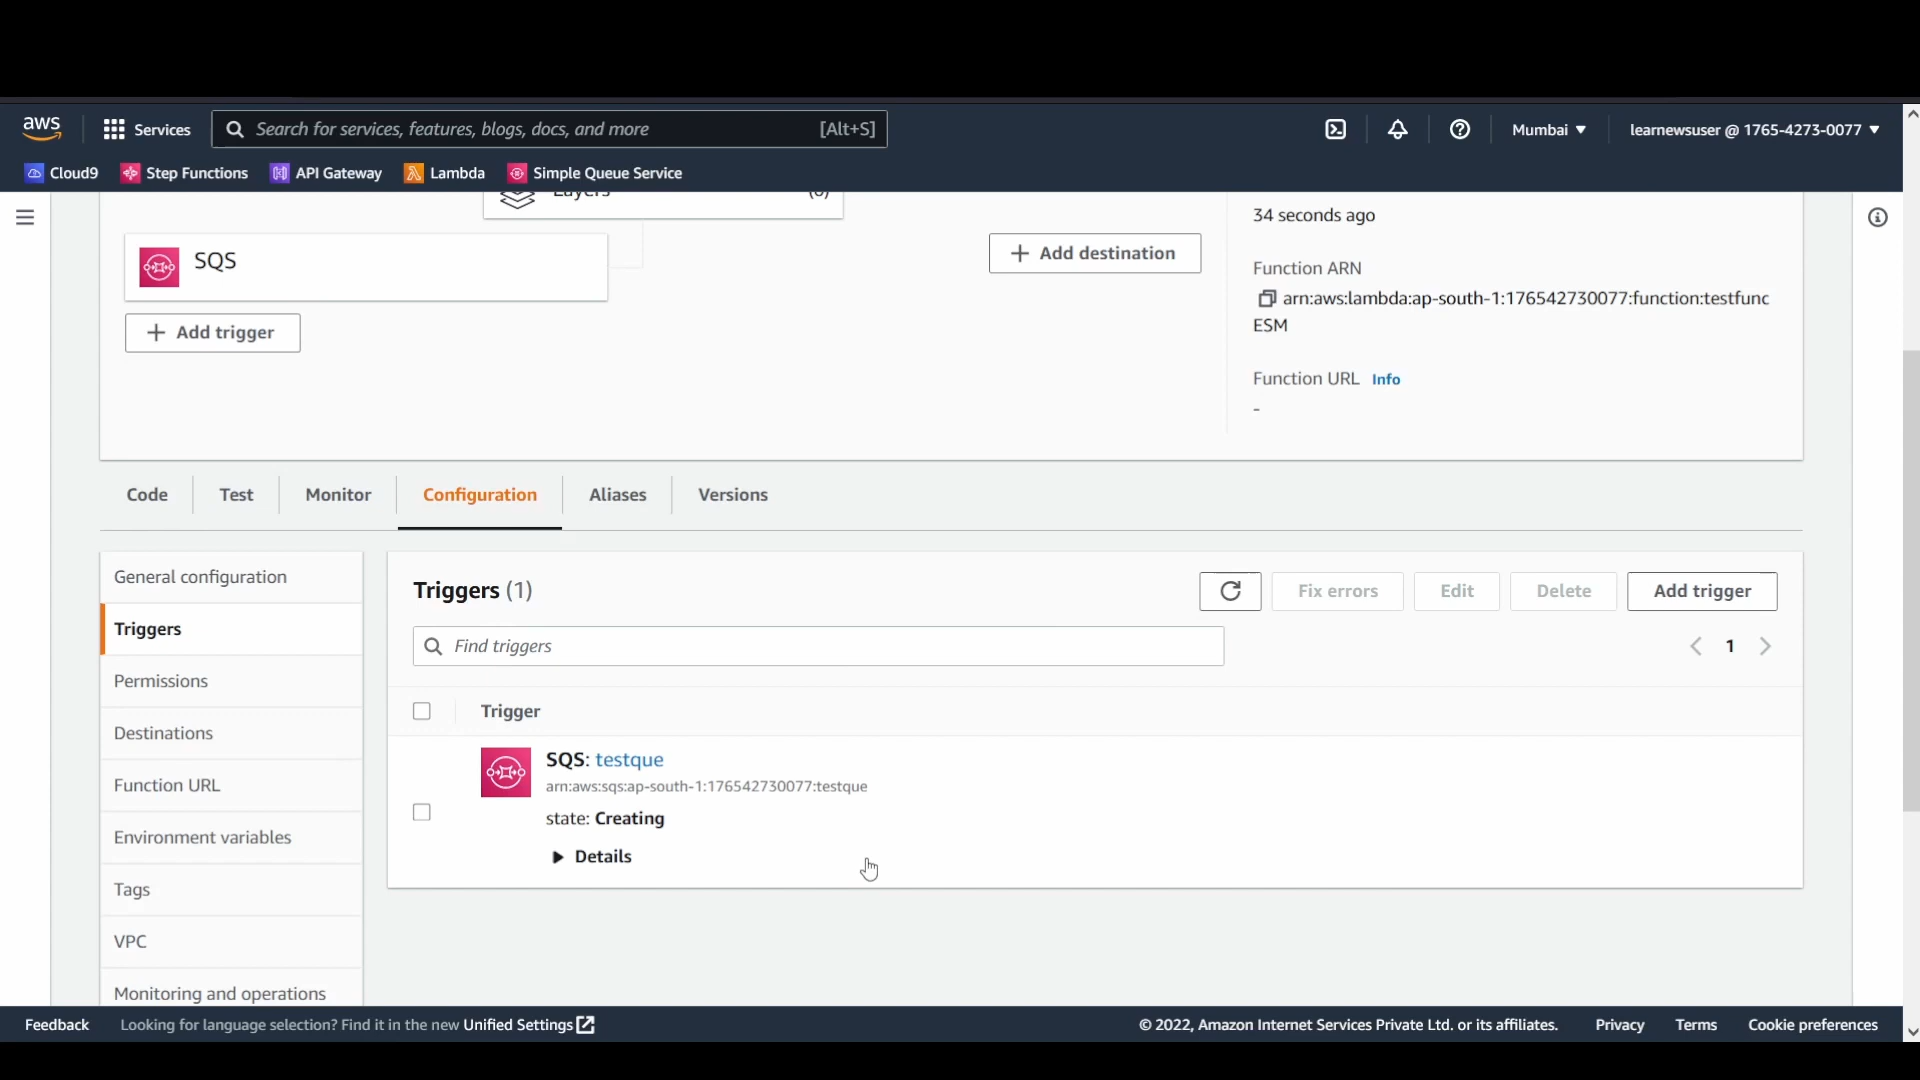 aws
Services
Search for services, features, blogs, docs, and more
[Alt+S]
Mumbai
learnewsuser @ 1765-4273-0077
Cloud9
Step Functions
API Gateway
Lambda
Simple Queue Service
Layers
(0)
34 seconds ago
SQS
+ Add destination
Function ARN
arn:aws:lambda:ap-south-1:176542730077:function:testfunc
ESM
+ Add trigger
Function URL Info
-
Code
Test
Monitor
Configuration
Aliases
Versions
General configuration
Triggers
Permissions
Destinations
Function URL
Environment variables
Tags
VPC
Monitoring and operations
Triggers (1)
Fix errors
Edit
Delete
Add trigger
Find triggers
1
Trigger
SQS: testque
arn:aws:sqs:ap-south-1:176542730077:testque
state: Creating
Details
Feedback
Looking for language selection? Find it in the new Unified Settings
© 2022, Amazon Internet Services Private Ltd. or its affiliates.
Privacy
Terms
Cookie preferences